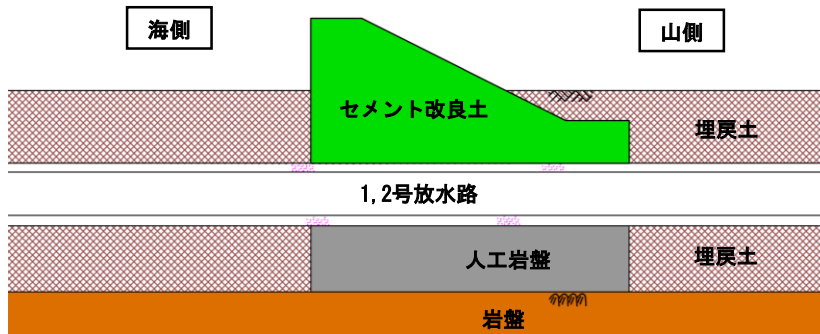 海側
山側
セメント改良土
埋戻土
1,2号放水路
人工岩盤
埋戻土
岩盤